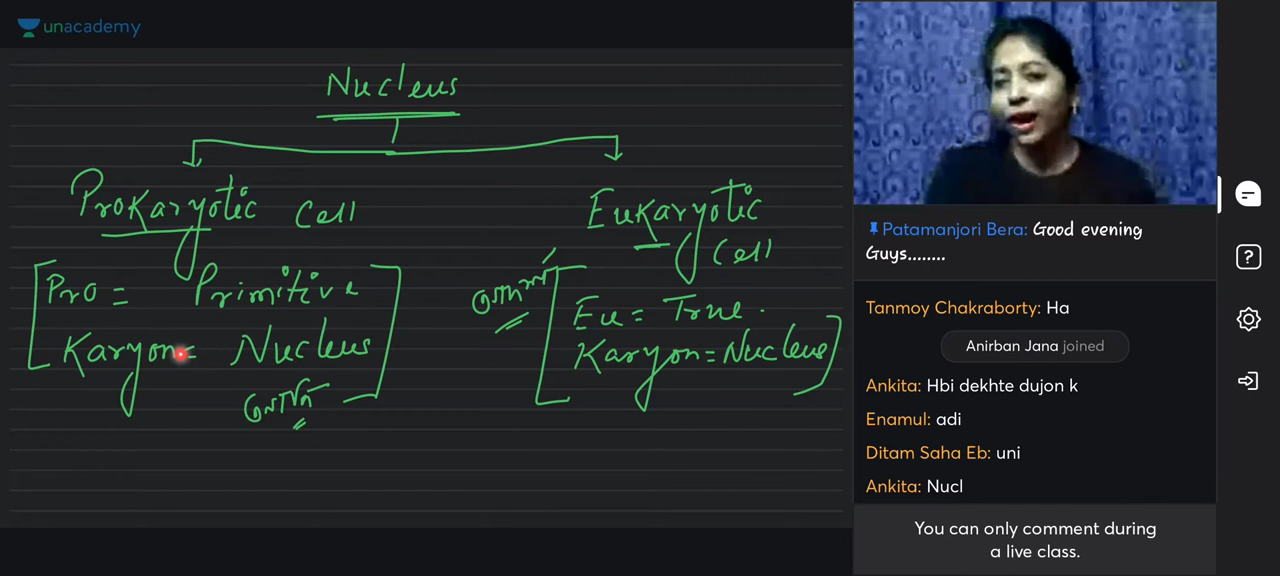 unacademy
Nucleus
Prokaryotic Cell
Eukaryotic
Cell
Pro = Primitive
Karyon= Nucleus
Eu = True.
Karyon = Nucleus
Patamanjori Bera: Good evening
Guys........
Tanmoy Chakraborty: Ha
Anirban Jana joined
Ankita: Hbi dekhte dujon k
Enamul: adi
Ditam Saha Eb: uni
Ankita: Nucl
You can only comment during
a live class.